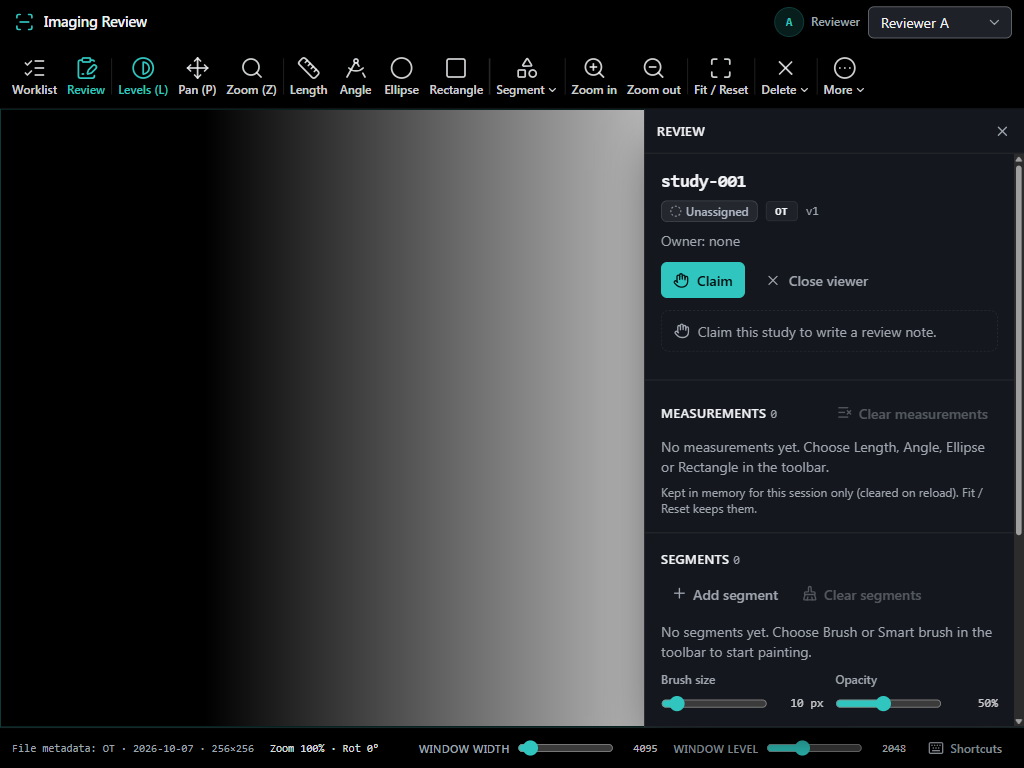 Imaging Review
A Reviewer Reviewer A
Worklist Review Levels (L) Pan (P) Zoom (Z) Length Angle Ellipse Rectangle Segment Zoom in Zoom out Fit / Reset Delete More
REVIEW
study-001
Unassigned OT v1
Owner: none
Claim Close viewer
Claim this study to write a review note.
MEASUREMENTS 0 Clear measurements
No measurements yet. Choose Length, Angle, Ellipse
or Rectangle in the toolbar.
Kept in memory for this session only (cleared on reload). Fit /
Reset keeps them.
SEGMENTS 0
Add segment Clear segments
No segments yet. Choose Brush or Smart brush in the
toolbar to start painting.
Brush size Opacity
10 px 50%
File metadata: OT · 2026-10-07 · 256×256 Zoom 100% · Rot 0° WINDOW WIDTH 4095 WINDOW LEVEL 2048 Shortcuts